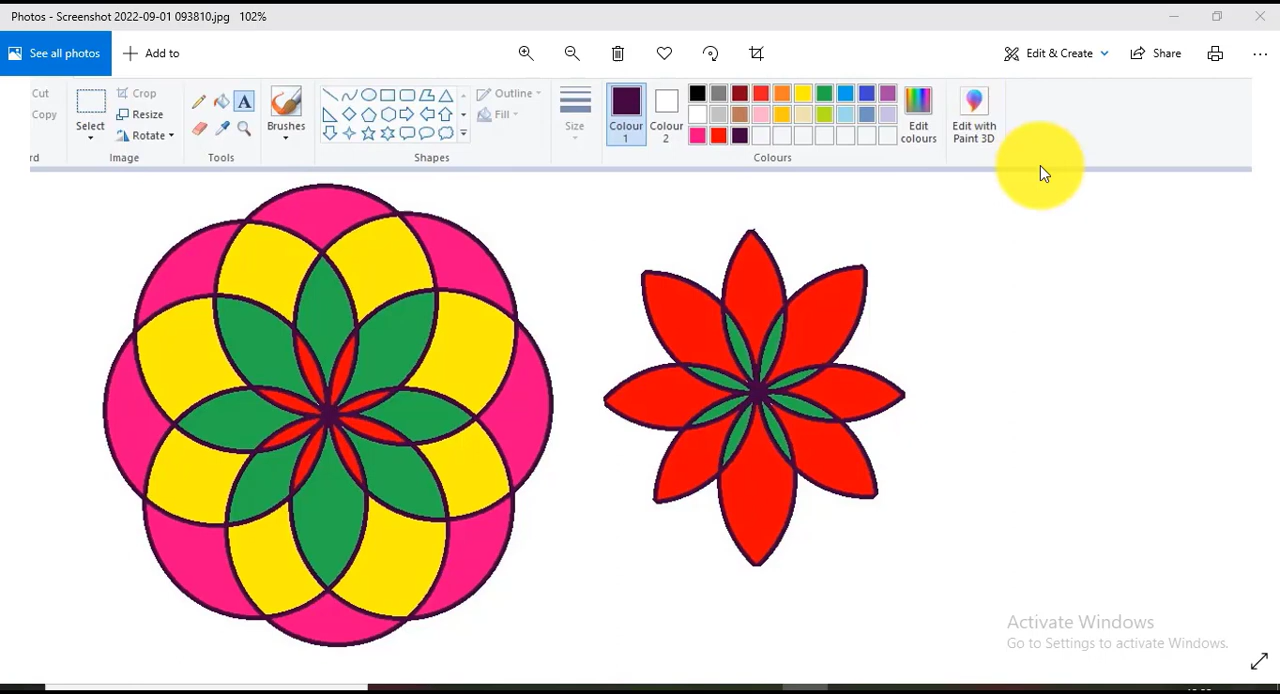 Photos - Screenshot 2022-09-01 093810.jpg 102%
See all photos
Add to
Edit & Create
Share
Cut
Crop
Copy
Select
Resize
Rotate
A
Brushes
Outline
Fill
Size
Colour 1
Colour 2
Edit colours
Edit with Paint 3D
rd
Image
Tools
Shapes
Colours
Activate Windows
Go to Settings to activate Windows.